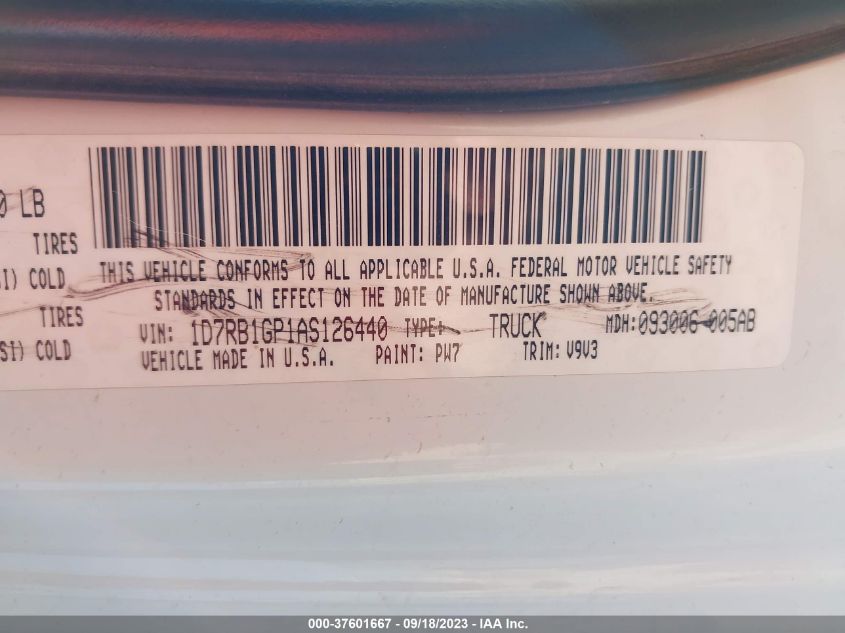 0 LB
TIRES
SI) COLD
TIRES
SI) COLD
THIS VEHICLE CONFORMS TO ALL APPLICABLE U.S.A. FEDERAL MOTOR VEHICLE SAFETY
STANDARDS IN EFFECT ON THE DATE OF MANUFACTURE SHOWN ABOVE.
VIN: 1D7RB1GP1AS126440 TYPE: TRUCK MDH:093006 005AB
VEHICLE MADE IN U.S.A. PAINT: PW7 TRIM: V9V3
000-37601667 - 09/18/2023 - IAA Inc.